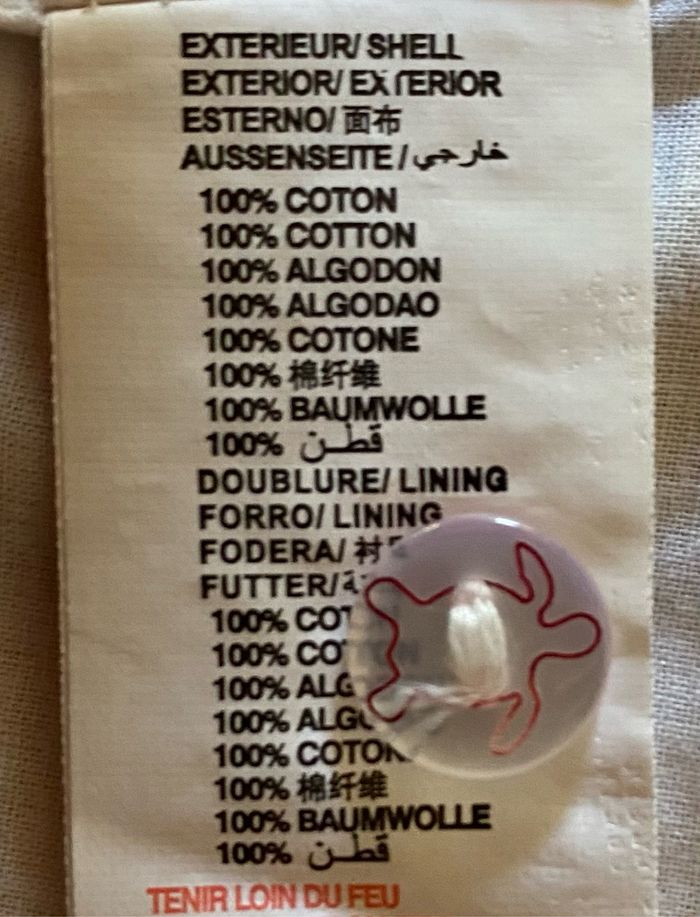 EXTERIEUR/ SHELL
EXTERIOR/ EXTERIOR
ESTERNO/ 面布
AUSSENSEITE / خارجي
100% COTON
100% COTTON
100% ALGODON
100% ALGODAO
100% COTONE
100% 棉纤维
100% BAUMWOLLE
100% قطن
DOUBLURE/ LINING
FORRO/ LINING
FODERA/
FUTTER/
100%
100%
100%
100%
100%
100% 棉纤维
100% BAUMWOLLE
100% قطن
TENIR LOIN DU FEU